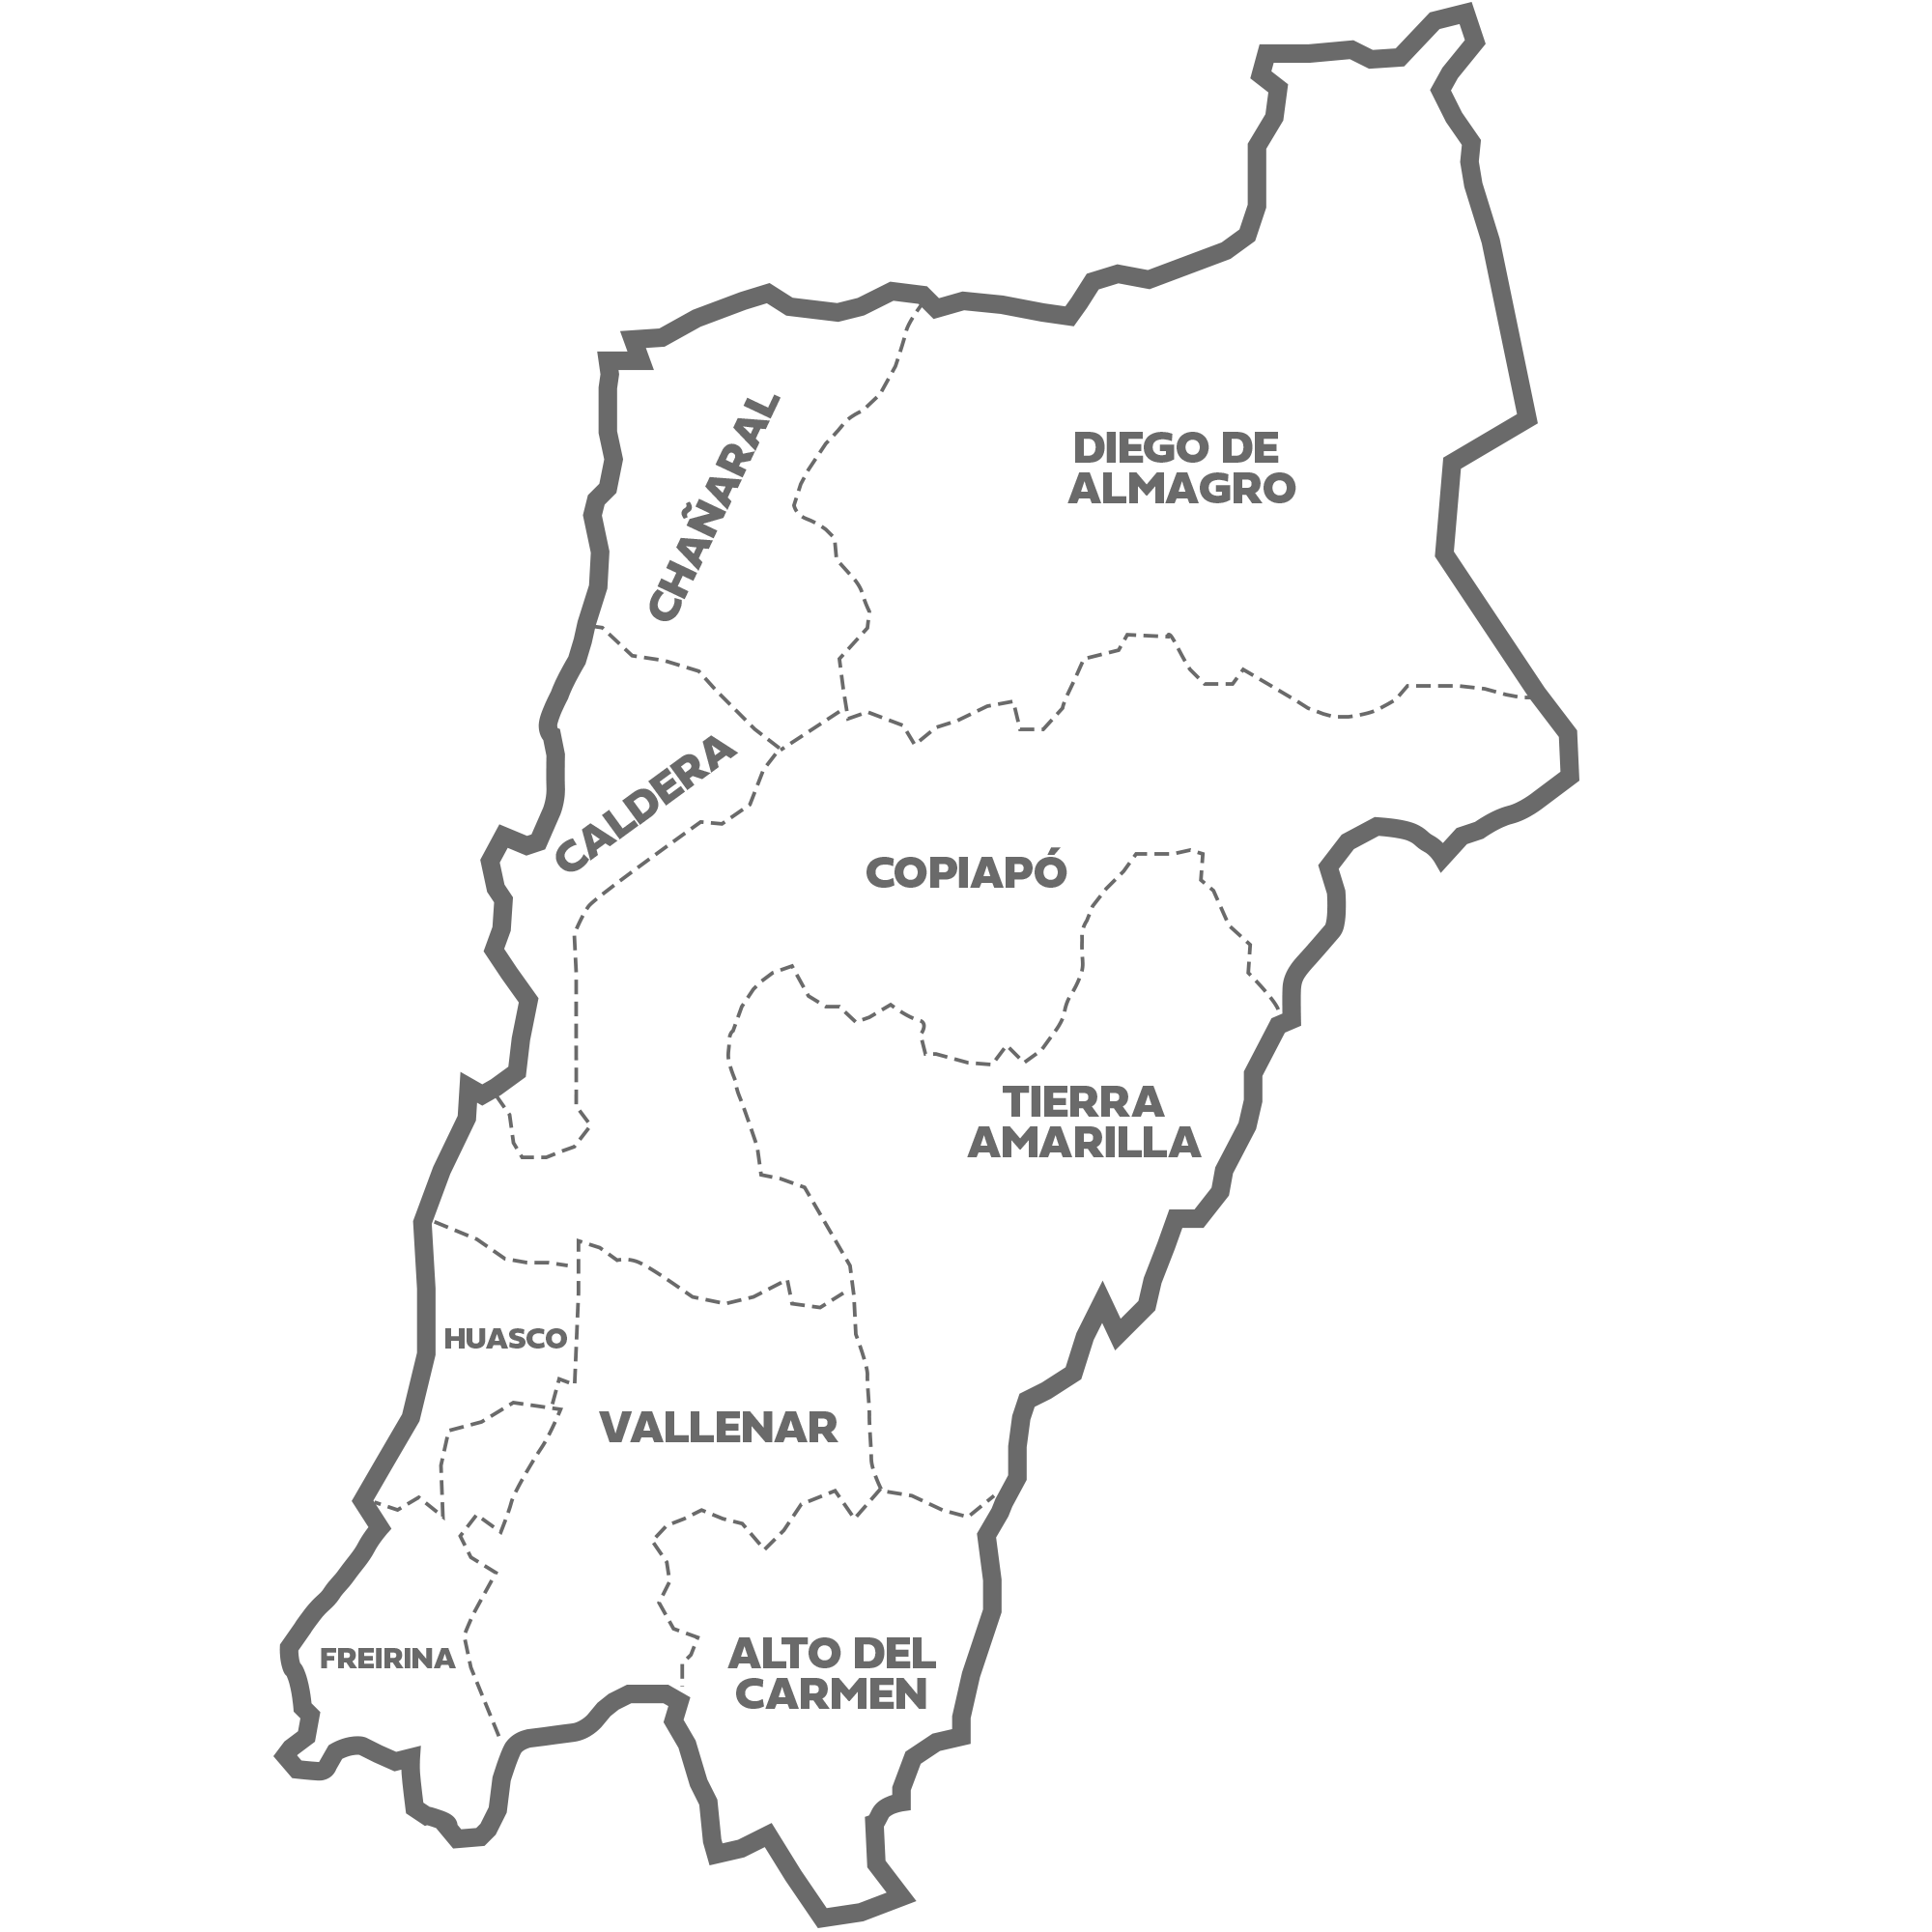 CHAÑARAL
DIEGO DE
ALMAGRO
CALDERA
COPIAPÓ
TIERRA
AMARILLA
HUASCO
VALLENAR
FREIRINA
ALTO DEL
CARMEN